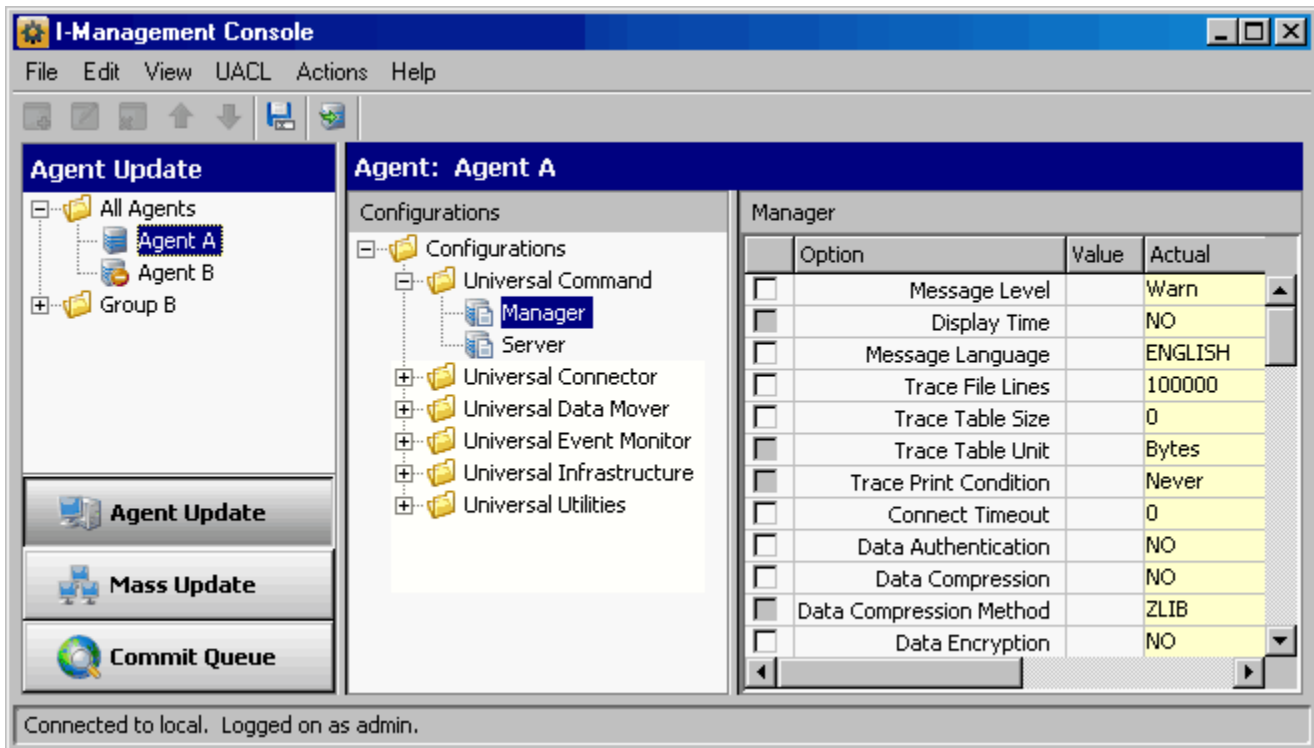 I-Management Console
File Edit View UACL Actions Help
Agent Update
All Agents
Agent A
Agent B
Group B
Agent Update
Mass Update
Commit Queue
Agent: Agent A
Configurations
Configurations
Universal Command
Manager
Server
Universal Connector
Universal Data Mover
Universal Event Monitor
Universal Infrastructure
Universal Utilities
Manager
Option Value Actual
Message Level Warn
Display Time NO
Message Language ENGLISH
Trace File Lines 100000
Trace Table Size 0
Trace Table Unit Bytes
Trace Print Condition Never
Connect Timeout 0
Data Authentication NO
Data Compression NO
Data Compression Method ZLIB
Data Encryption NO
Connected to local. Logged on as admin.